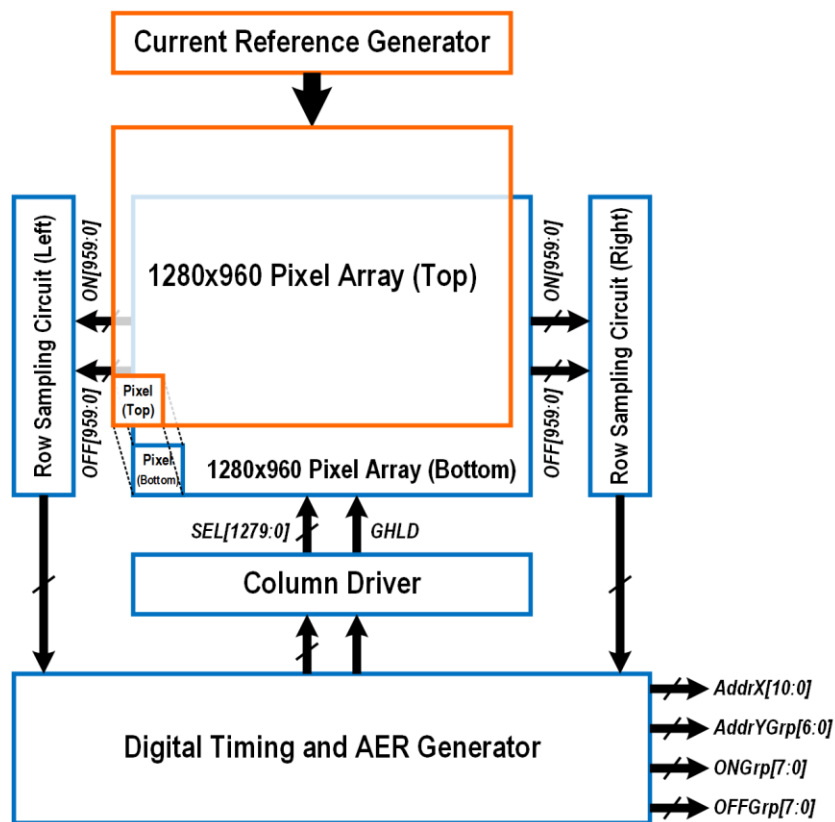 Current Reference Generator
1280x960 Pixel Array (Top)
Row Sampling Circuit (Left)
ON[959:0]
OFF[959:0]
ON[959:0]
OFF[959:0]
Row Sampling Circuit (Right)
Pixel
(Top)
Pixel
(Bottom)
1280x960 Pixel Array (Bottom)
SEL[1279:0]
GHLD
Column Driver
Digital Timing and AER Generator
AddrX[10:0]
AddrYGrp[6:0]
ONGrp[7:0]
OFFGrp[7:0]